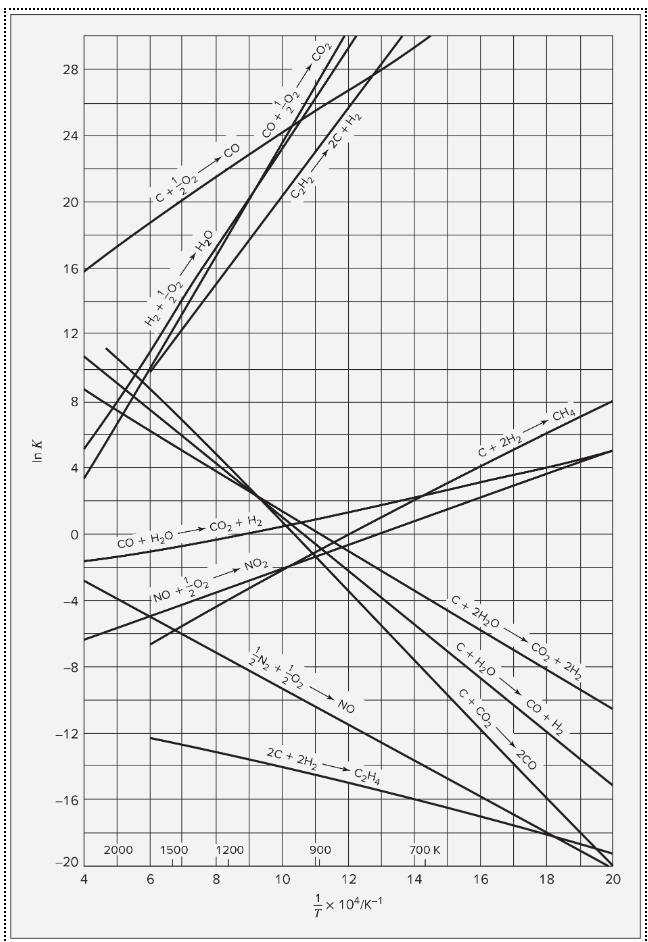 28
24
20
16
12
8
4
0
−4
−8
−12
−16
−20
ln K
CO + 1/2 O₂ → CO₂
C + 1/2 O₂ → CO
C₂H₂ → 2C + H₂
H₂ + 1/2 O₂ → H₂O
C + 2H₂ → CH₄
CO + H₂O → CO₂ + H₂
NO + 1/2 O₂ → NO₂
C + 2H₂O → CO₂ + 2H₂
C + H₂O → CO + H₂
1/2 N₂ + 1/2 O₂ → NO
C + CO₂ → 2CO
2C + 2H₂ → C₂H₄
2000 1500 1200 900 700 K
4 6 8 10 12 14 16 18 20
1/T × 10⁴/K⁻¹